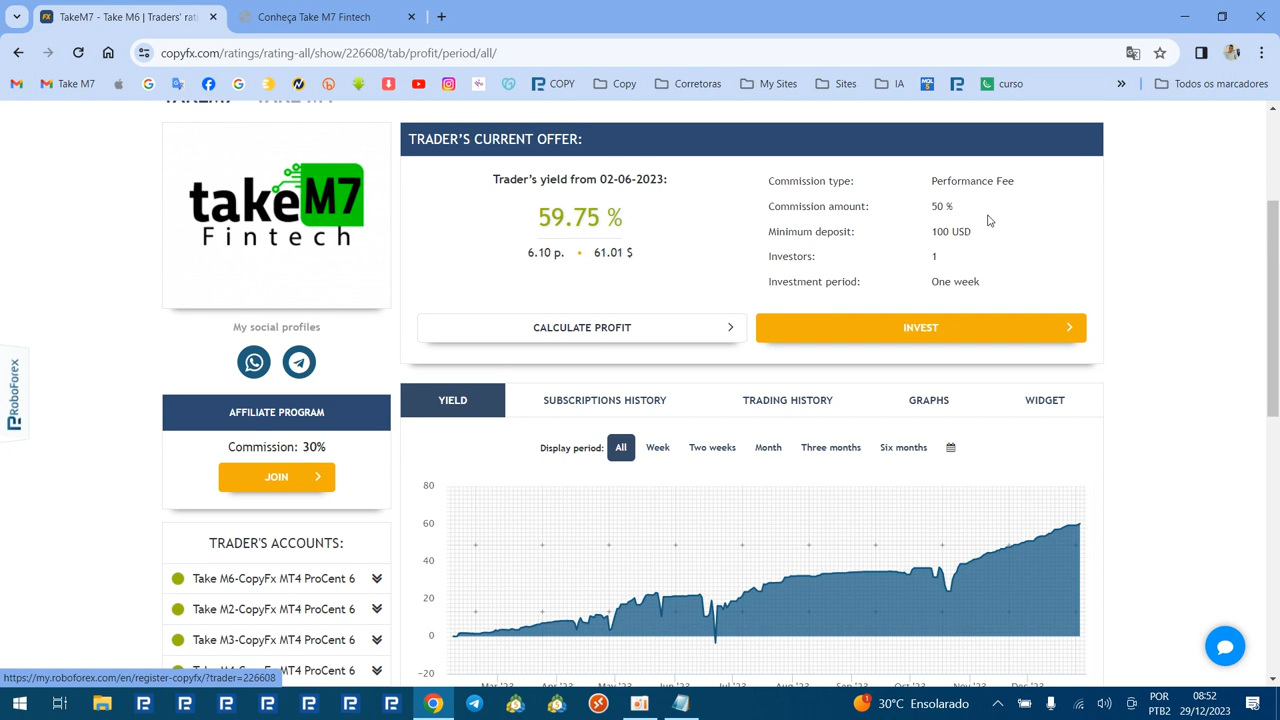 TakeM7 - Take M6 | Traders' rat
Conheça Take M7 Fintech
copyfx.com/ratings/rating-all/show/226608/tab/profit/period/all/
Take M7
COPY
Copy
Corretoras
My Sites
Sites
IA
curso
Todos os marcadores
TRADER'S CURRENT OFFER:
takeM7
Fintech
Trader's yield from 02-06-2023:
59.75 %
6.10 p. • 61.01 $
Commission type: Performance Fee
Commission amount: 50 %
Minimum deposit: 100 USD
Investors: 1
Investment period: One week
CALCULATE PROFIT
INVEST
My social profiles
RoboForex
AFFILIATE PROGRAM
Commission: 30%
JOIN
YIELD
SUBSCRIPTIONS HISTORY
TRADING HISTORY
GRAPHS
WIDGET
Display period: All Week Two weeks Month Three months Six months
80
60
40
20
0
-20
TRADER'S ACCOUNTS:
Take M6-CopyFx MT4 ProCent 6
Take M2-CopyFx MT4 ProCent 6
Take M3-CopyFx MT4 ProCent 6
https://my.roboforex.com/en/register-copyfx/?trader=226608
30°C Ensolarado
POR
PTB2
08:52
29/12/2023